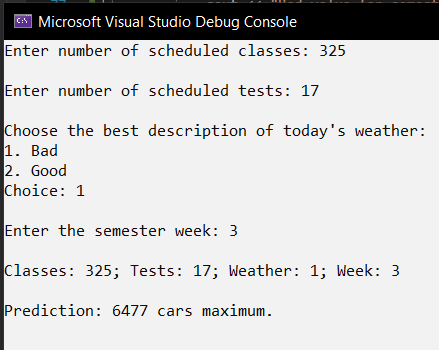 Microsoft Visual Studio Debug Console
Enter number of scheduled classes: 325
Enter number of scheduled tests: 17
Choose the best description of today's weather:
1. Bad
2. Good
Choice: 1
Enter the semester week: 3
Classes: 325; Tests: 17; Weather: 1; Week: 3
Prediction: 6477 cars maximum.